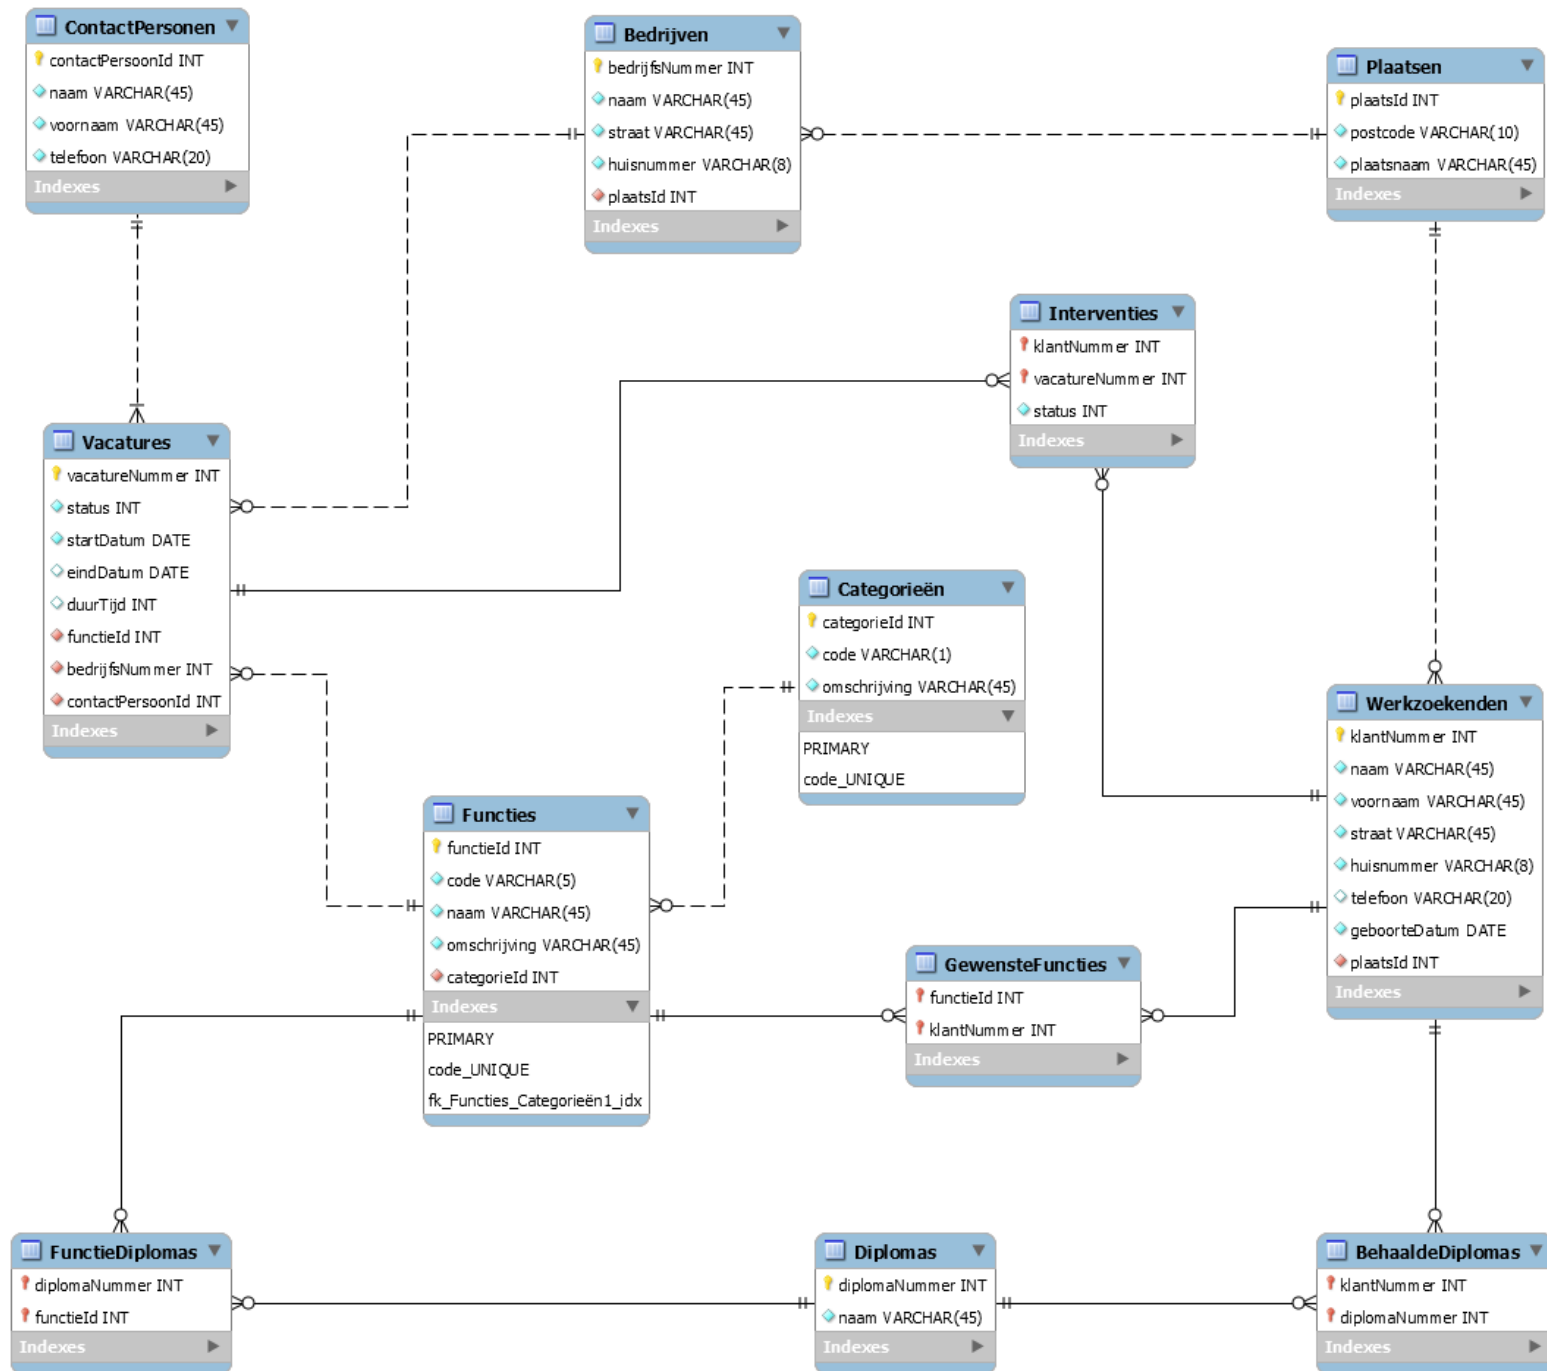 ContactPersonen
contactPersoonId INT
naam VARCHAR(45)
voornaam VARCHAR(45)
telefoon VARCHAR(20)
Indexes
Bedrijven
bedrijfsNummer INT
naam VARCHAR(45)
straat VARCHAR(45)
huisnummer VARCHAR(8)
plaatsId INT
Indexes
Plaatsen
plaatsId INT
postcode VARCHAR(10)
plaatsnaam VARCHAR(45)
Indexes
Interventies
klantNummer INT
vacatureNummer INT
status INT
Indexes
Vacatures
vacatureNummer INT
status INT
startDatum DATE
eindDatum DATE
duurTijd INT
functieId INT
bedrijfsNummer INT
contactPersoonId INT
Indexes
Categorieën
categorieId INT
code VARCHAR(1)
omschrijving VARCHAR(45)
Indexes
PRIMARY
code_UNIQUE
Werkzoekenden
klantNummer INT
naam VARCHAR(45)
voornaam VARCHAR(45)
straat VARCHAR(45)
huisnummer VARCHAR(8)
telefoon VARCHAR(20)
geboorteDatum DATE
plaatsId INT
Indexes
Functies
functieId INT
code VARCHAR(5)
naam VARCHAR(45)
omschrijving VARCHAR(45)
categorieId INT
Indexes
PRIMARY
code_UNIQUE
fk_Functies_Categorieën1_idx
GewensteFuncties
functieId INT
klantNummer INT
Indexes
FunctieDiplomas
diplomaNummer INT
functieId INT
Indexes
Diplomas
diplomaNummer INT
naam VARCHAR(45)
Indexes
BehaaldeDiplomas
klantNummer INT
diplomaNummer INT
Indexes